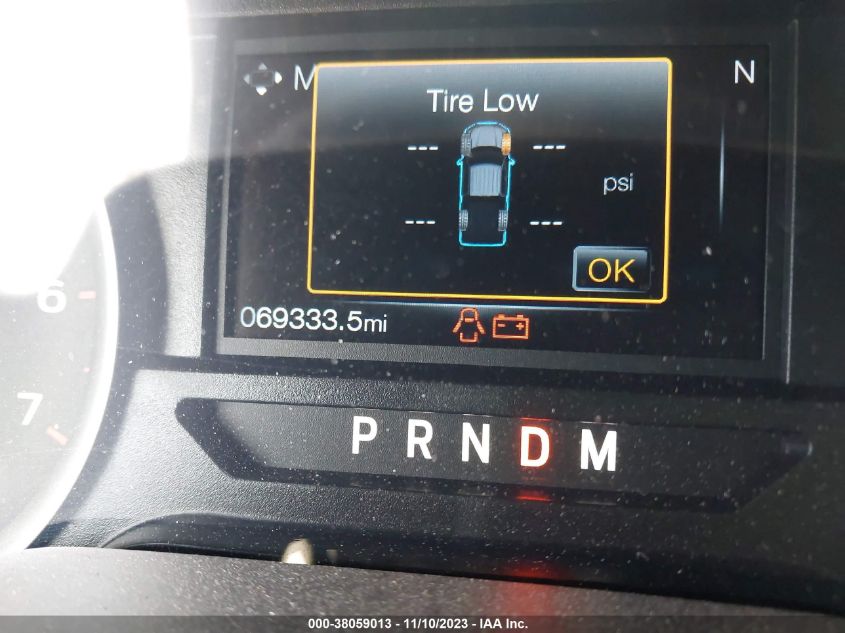 M N
Tire Low
--- ---
psi
--- ---
OK
069333.5mi
6
7
P R N D M
000-38059013 - 11/10/2023 - IAA Inc.